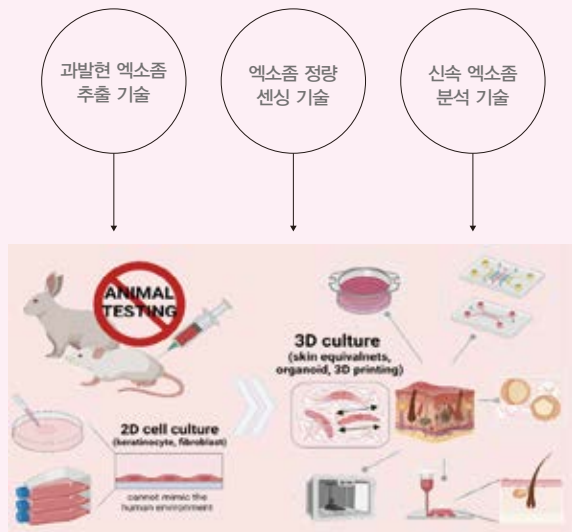 과발현 엑소좀
추출 기술
엑소좀 정량
센싱 기술
신속 엑소좀
분석 기술
ANIMAL
TESTING
3D culture
(skin equivalnets,
organoid, 3D printing)
2D cell culture
(keratinocyte, fibroblast)
cannot mimic the
human environment